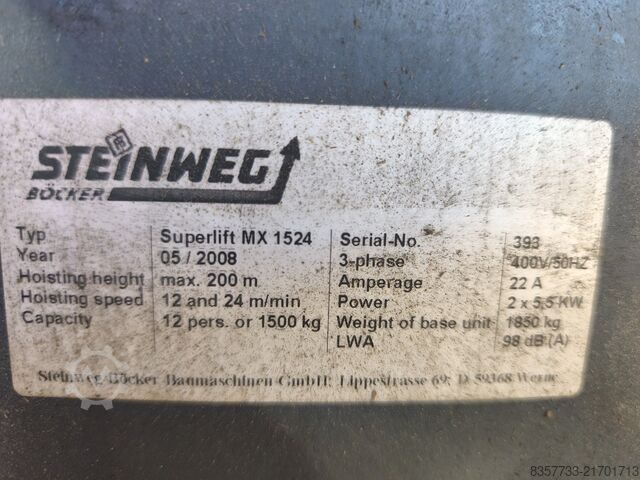 STEINWEG
BÖCKER
Typ Superlift MX 1524
Year 05 / 2008
Hoisting height max. 200 m
Hoisting speed 12 and 24 m/min
Capacity 12 pers. or 1500 kg
Serial-No. 393
3-phase 400V/50HZ
Amperage 22 A
Power 2 x 5,5 KW
Weight of base unit 1850 kg
LWA 98 dB (A)
Steinweg-Böcker Baumaschinen GmbH; Lippestrasse 69; D 59368 Werne
8357733-21701713